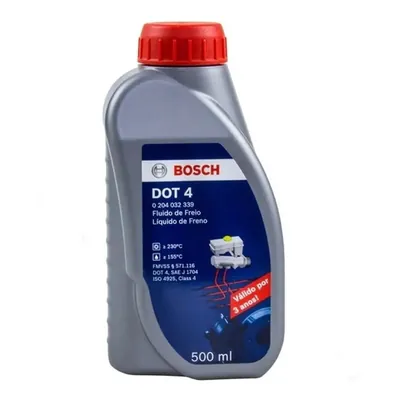 BOSCH
DOT 4
0 204 032 339
Fluido de Freio
Líquido de Freno
≥ 230°C
≥ 155°C
FMVSS § 571.116
DOT 4, SAE J 1704
ISO 4925, Class 4
Válido por
3 anos!
500 ml